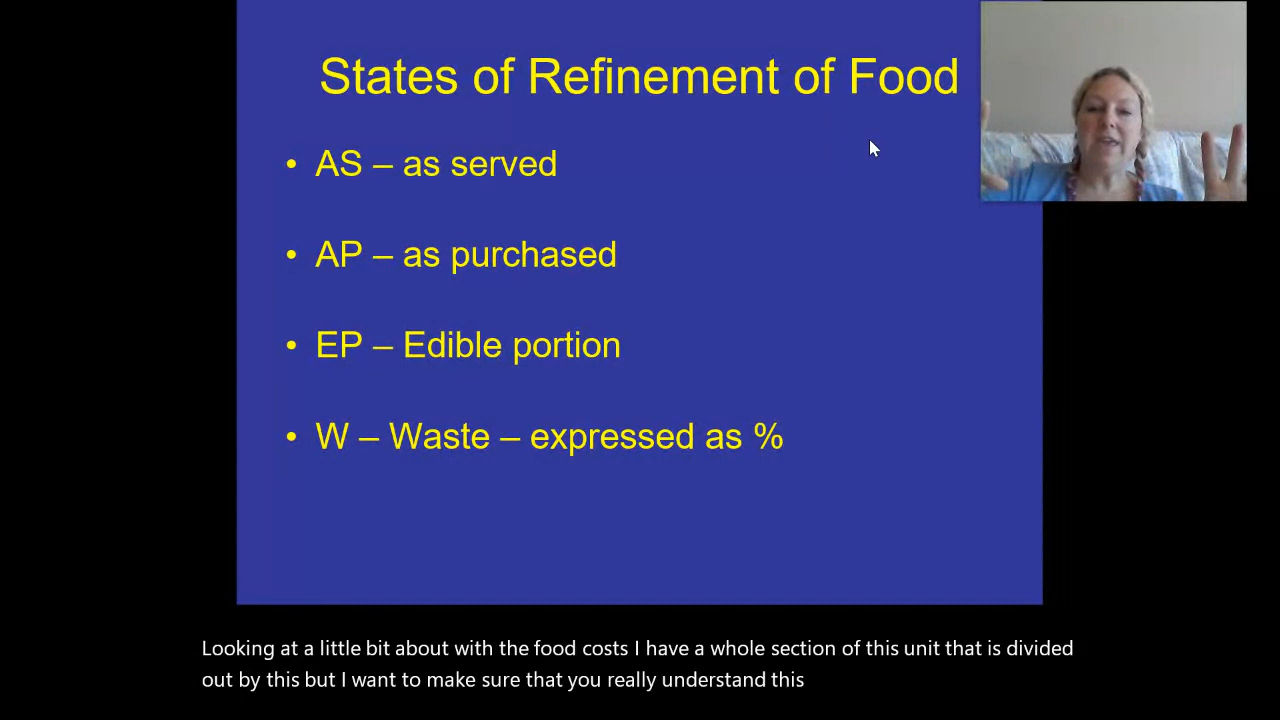 States of Refinement of Food
• AS – as served
• AP – as purchased
• EP – Edible portion
• W – Waste – expressed as %
Looking at a little bit about with the food costs I have a whole section of this unit that is divided
out by this but I want to make sure that you really understand this